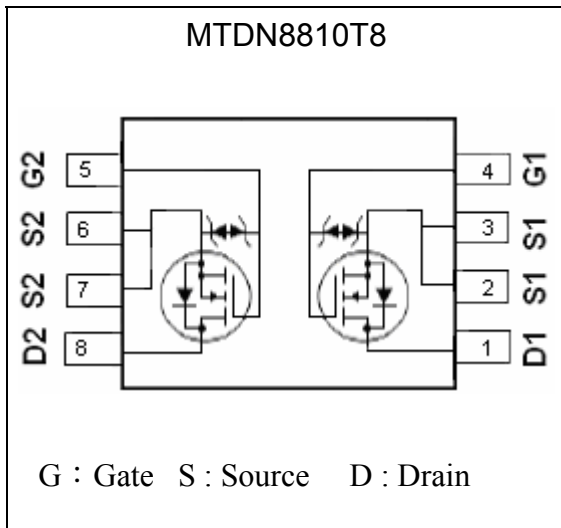 MTDN8810T8
G2 5 4 G1
S2 6 3 S1
S2 7 2 S1
D2 8 1 D1
G：Gate S : Source D : Drain